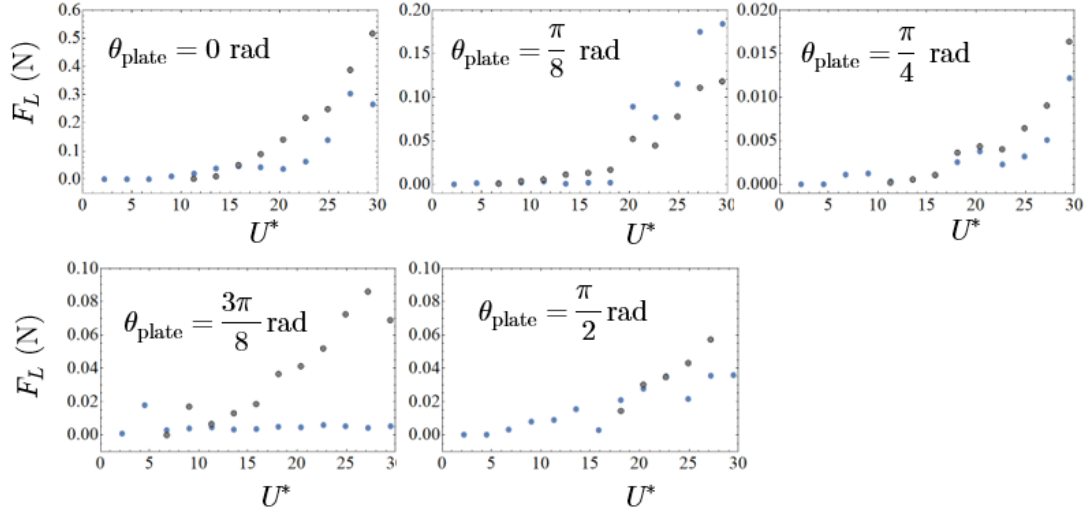 F_L (N)
0.6
0.5
0.4
0.3
0.2
0.1
0.0
θ_plate = 0 rad
0 5 10 15 20 25 30
U*
0.20
0.15
0.10
0.05
0.00
θ_plate = π/8 rad
0 5 10 15 20 25 30
U*
0.020
0.015
0.010
0.005
0.000
θ_plate = π/4 rad
0 5 10 15 20 25 30
U*
F_L (N)
0.10
0.08
0.06
0.04
0.02
0.00
θ_plate = 3π/8 rad
0 5 10 15 20 25 30
U*
0.10
0.08
0.06
0.04
0.02
0.00
θ_plate = π/2 rad
0 5 10 15 20 25 30
U*